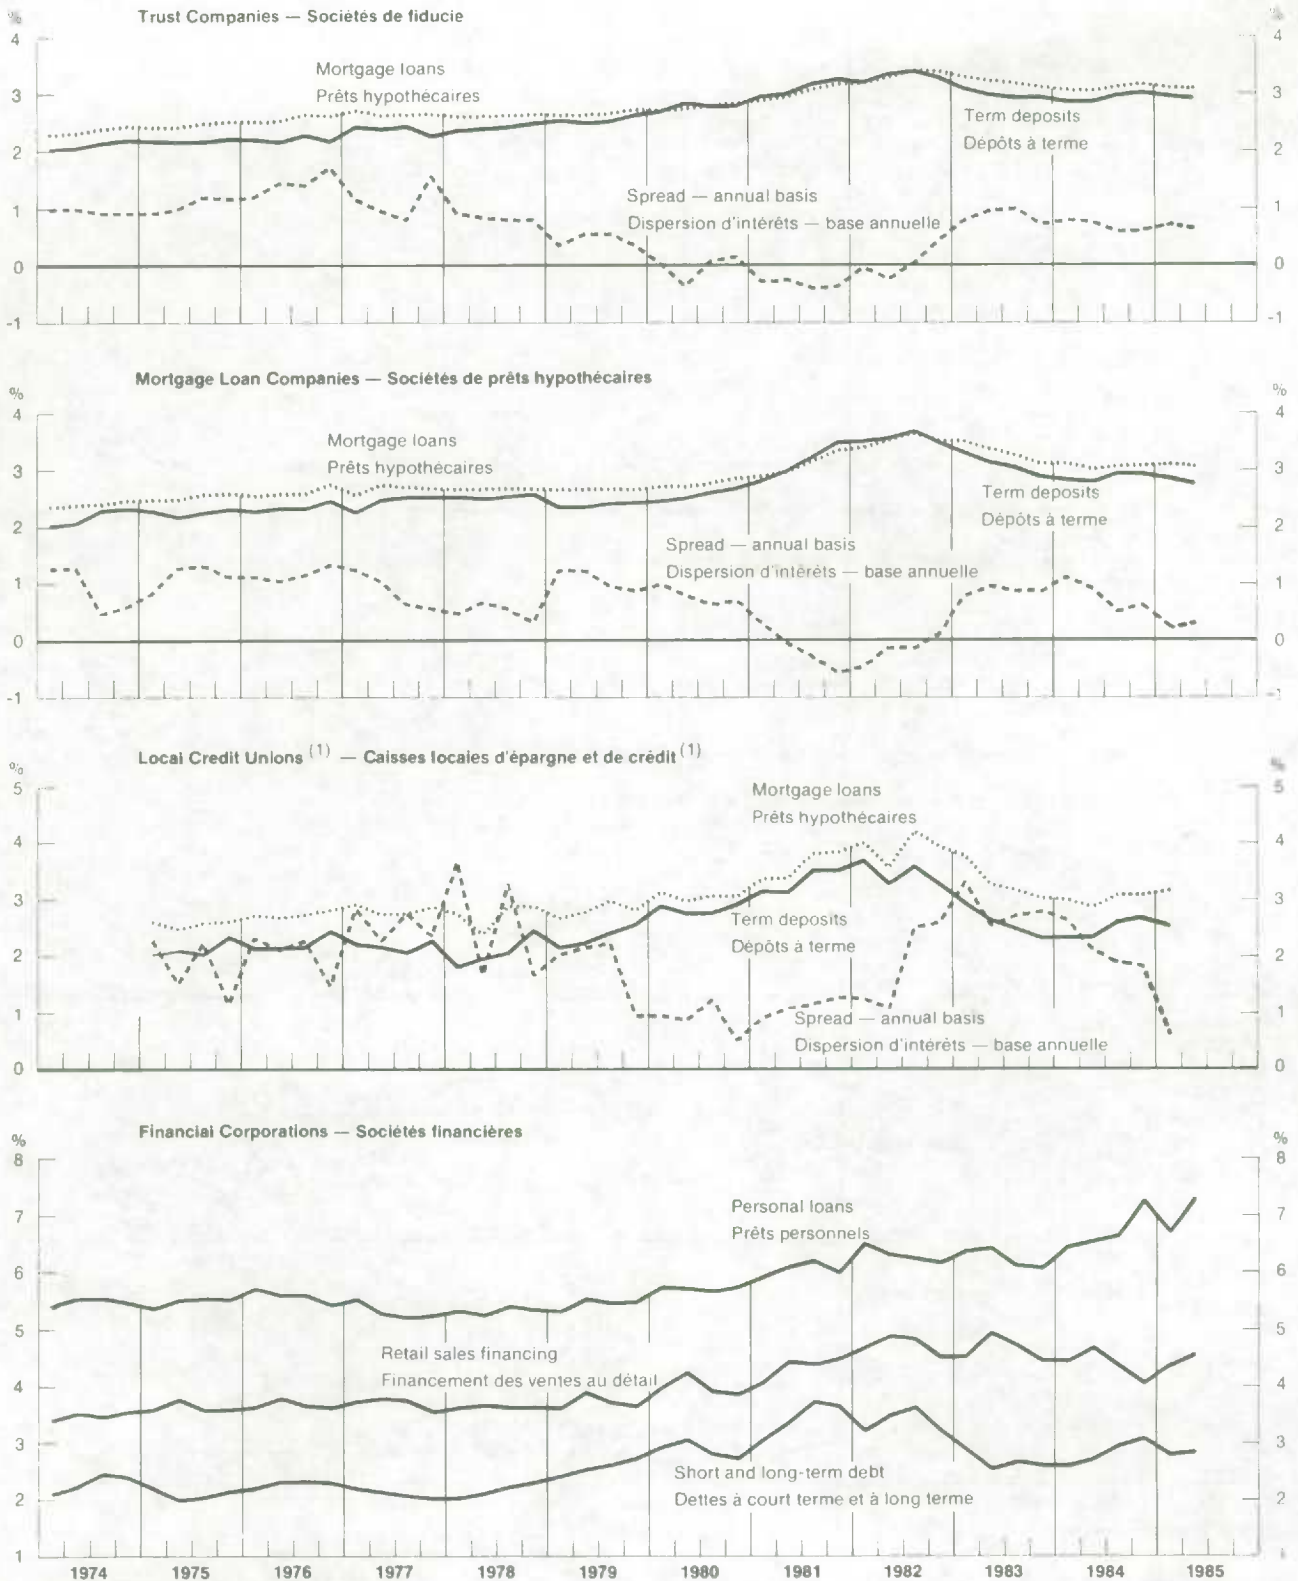 Trust Companies — Sociétés de fiducie
% %
4 4
Mortgage loans
Prêts hypothécaires
3 3
Term deposits
Dépôts à terme
2 2
Spread — annual basis
Dispersion d'intérêts — base annuelle
1 1
0 0
-1 -1
Mortgage Loan Companies — Sociétés de prêts hypothécaires
% %
4 4
Mortgage loans
Prêts hypothécaires
3 3
Term deposits
Dépôts à terme
2 2
Spread — annual basis
Dispersion d'intérêts — base annuelle
1 1
0 0
-1 -1
Local Credit Unions (1) — Caisses locales d'épargne et de crédit (1)
% %
5 5
Mortgage loans
Prêts hypothécaires
4 4
3 3
Term deposits
Dépôts à terme
2 2
1 1
Spread — annual basis
Dispersion d'intérêts — base annuelle
0 0
Financial Corporations — Sociétés financières
% %
8 8
Personal loans
Prêts personnels
7 7
6 6
5 5
Retail sales financing
Financement des ventes au détail
4 4
3 3
Short and long-term debt
Dettes à court terme et à long terme
2 2
1 1
1974 1975 1976 1977 1978 1979 1980 1981 1982 1983 1984 1985